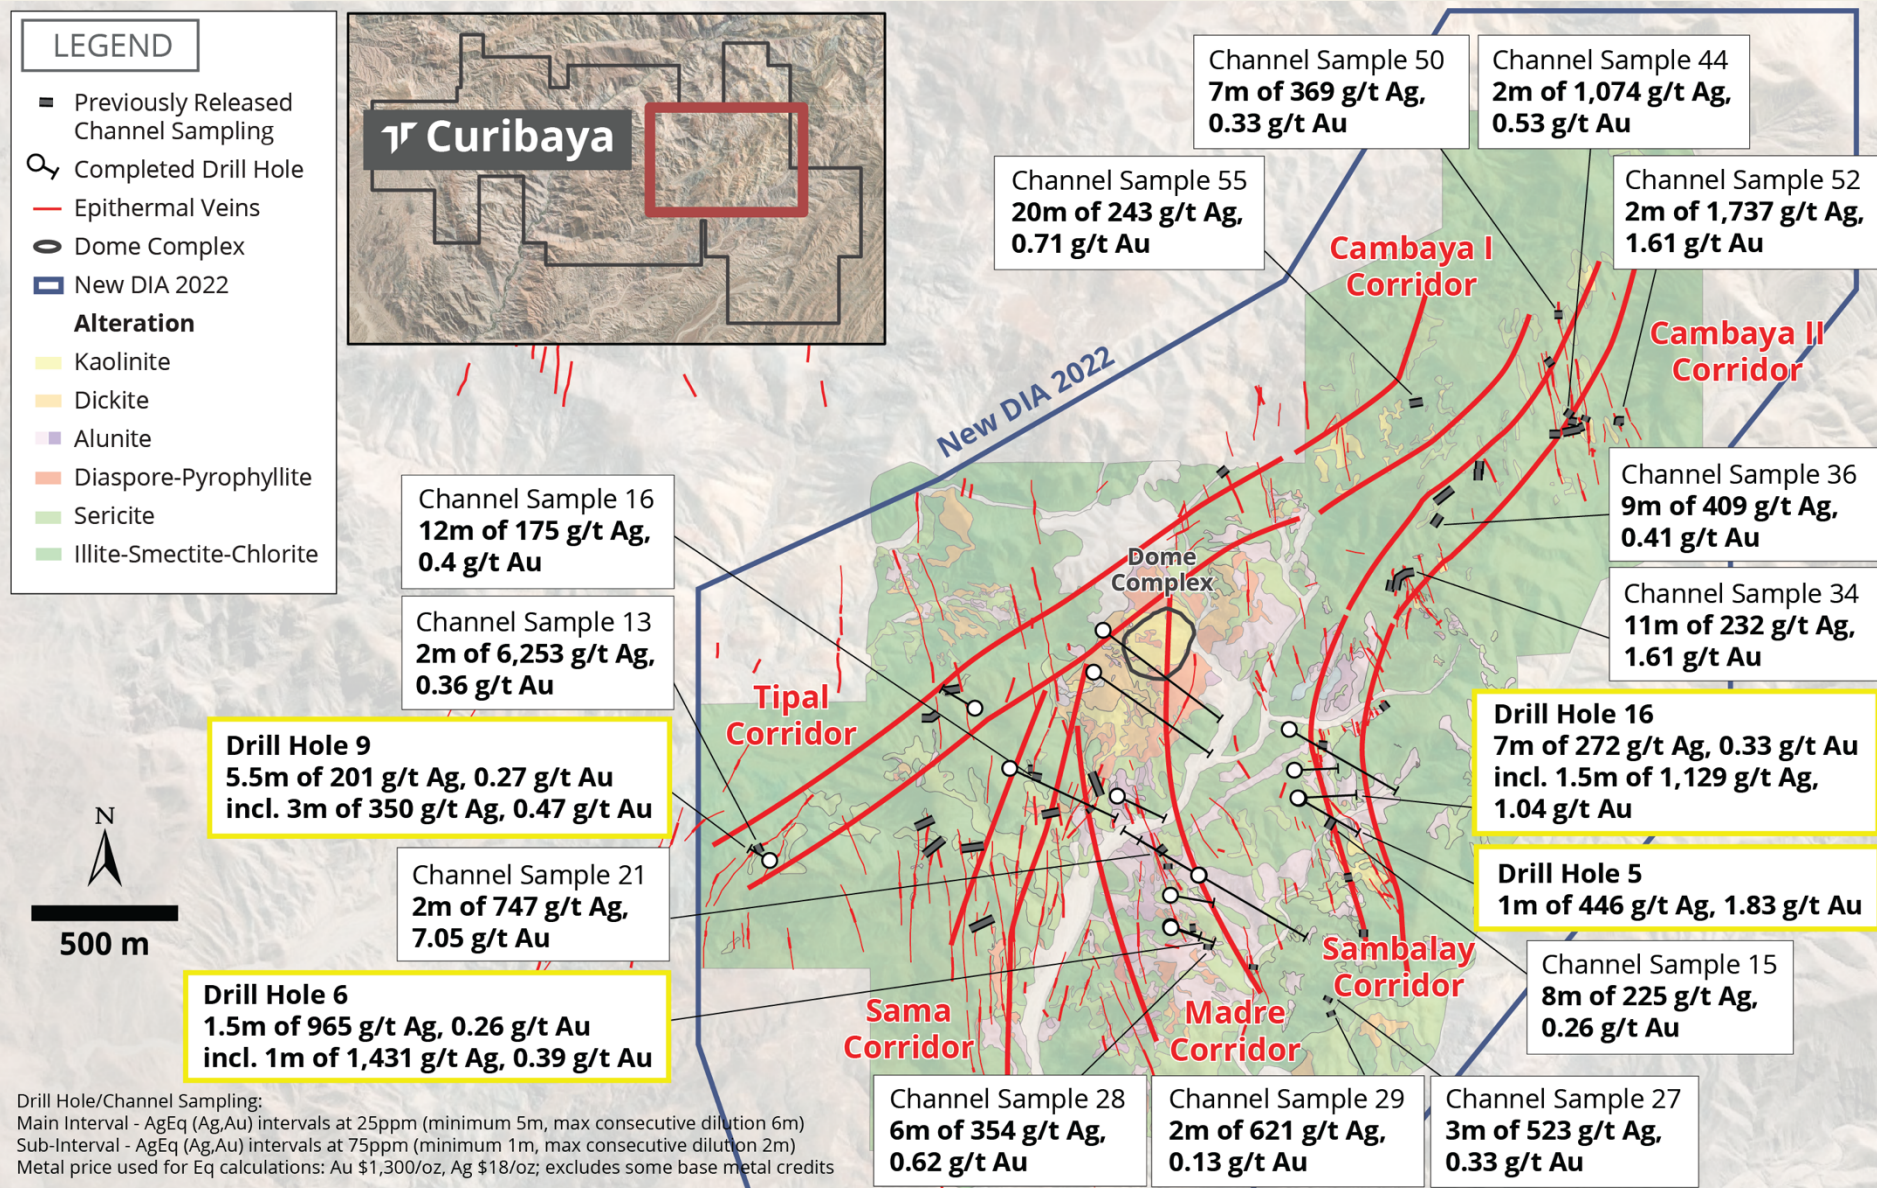 LEGEND
Previously Released
Channel Sampling
Completed Drill Hole
Epithermal Veins
Dome Complex
New DIA 2022
Alteration
Kaolinite
Dickite
Alunite
Diaspore-Pyrophyllite
Sericite
Illite-Smectite-Chlorite
Curibaya
Channel Sample 50
7m of 369 g/t Ag,
0.33 g/t Au
Channel Sample 44
2m of 1,074 g/t Ag,
0.53 g/t Au
Channel Sample 55
20m of 243 g/t Ag,
0.71 g/t Au
Channel Sample 52
2m of 1,737 g/t Ag,
1.61 g/t Au
Cambaya I
Corridor
Cambaya II
Corridor
New DIA 2022
Channel Sample 16
12m of 175 g/t Ag,
0.4 g/t Au
Channel Sample 36
9m of 409 g/t Ag,
0.41 g/t Au
Dome
Complex
Channel Sample 13
2m of 6,253 g/t Ag,
0.36 g/t Au
Channel Sample 34
11m of 232 g/t Ag,
1.61 g/t Au
Tipal
Corridor
Drill Hole 9
5.5m of 201 g/t Ag, 0.27 g/t Au
incl. 3m of 350 g/t Ag, 0.47 g/t Au
Drill Hole 16
7m of 272 g/t Ag, 0.33 g/t Au
incl. 1.5m of 1,129 g/t Ag,
1.04 g/t Au
N
500 m
Channel Sample 21
2m of 747 g/t Ag,
7.05 g/t Au
Drill Hole 5
1m of 446 g/t Ag, 1.83 g/t Au
Drill Hole 6
1.5m of 965 g/t Ag, 0.26 g/t Au
incl. 1m of 1,431 g/t Ag, 0.39 g/t Au
Sambalay
Corridor
Channel Sample 15
8m of 225 g/t Ag,
0.26 g/t Au
Sama
Corridor
Madre
Corridor
Channel Sample 28
6m of 354 g/t Ag,
0.62 g/t Au
Channel Sample 29
2m of 621 g/t Ag,
0.13 g/t Au
Channel Sample 27
3m of 523 g/t Ag,
0.33 g/t Au
Drill Hole/Channel Sampling:
Main Interval - AgEq (Ag,Au) intervals at 25ppm (minimum 5m, max consecutive dilution 6m)
Sub-Interval - AgEq (Ag,Au) intervals at 75ppm (minimum 1m, max consecutive dilution 2m)
Metal price used for Eq calculations: Au $1,300/oz, Ag $18/oz; excludes some base metal credits